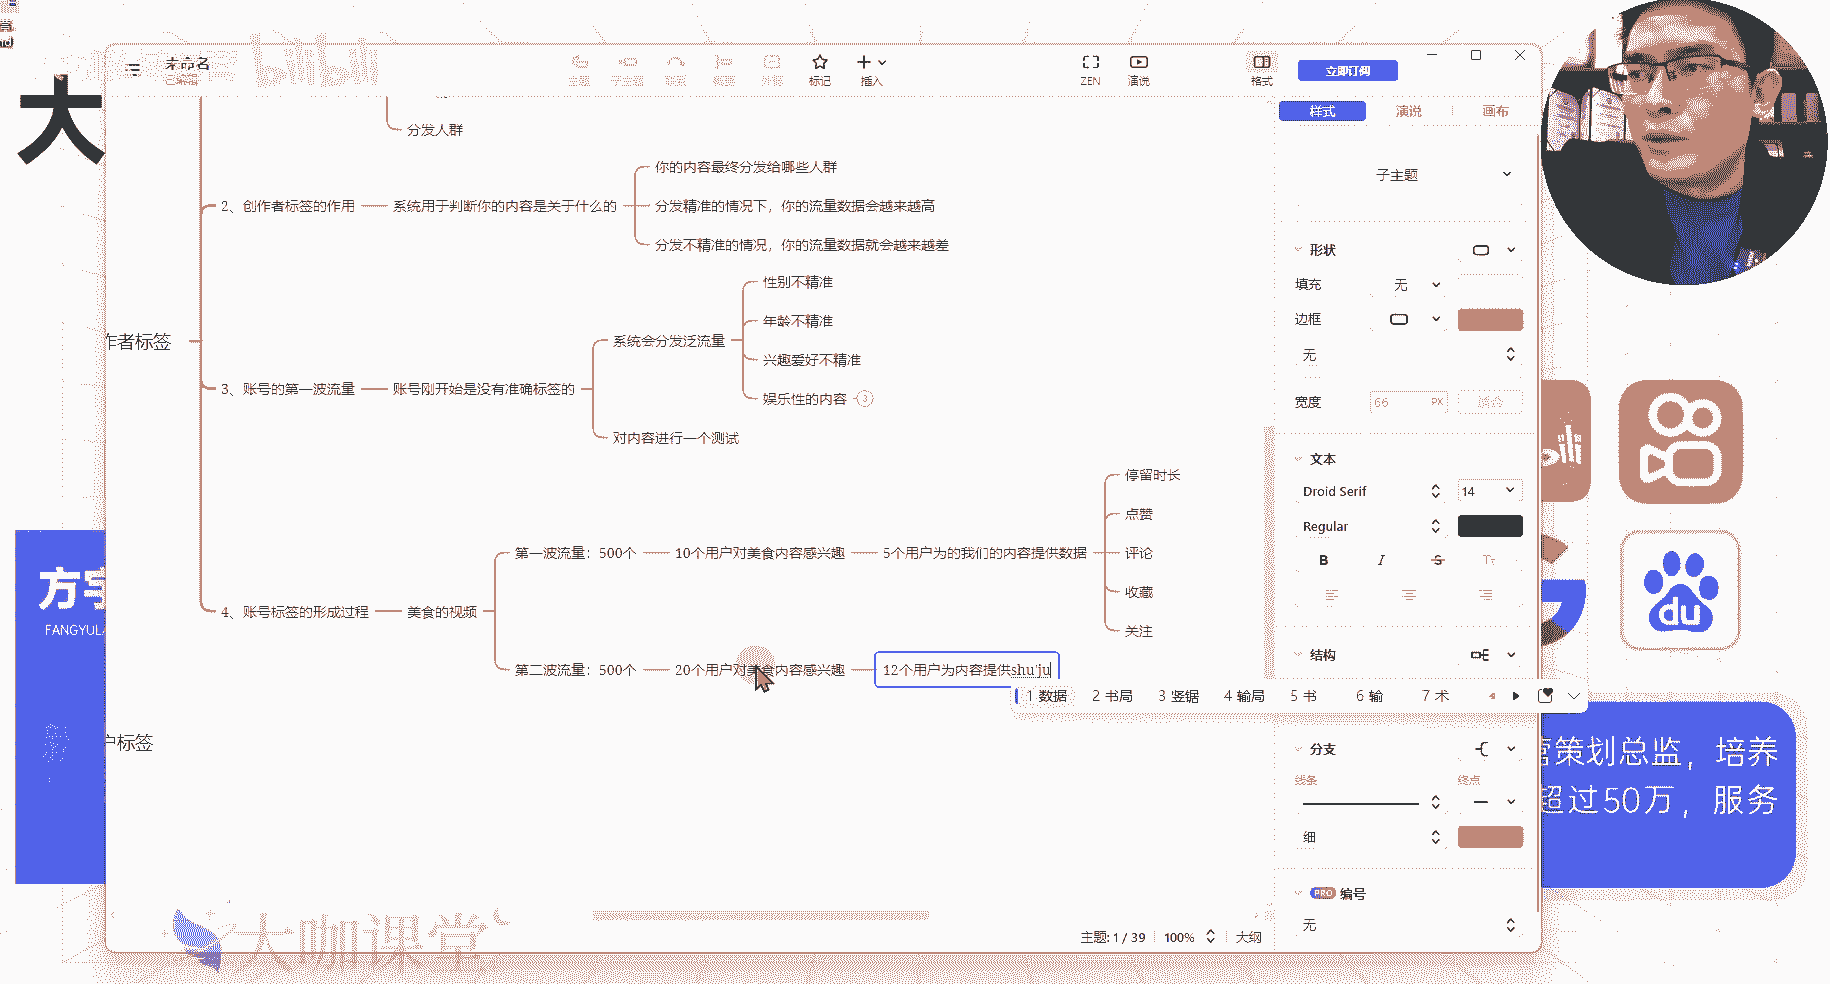 大
bilibili
未命名
已编辑
主题
子主题
标记
插入
ZEN
演说
格式
立即订阅
样式
演说
画布
分发人群
2、创作者标签的作用
系统用于判断你的内容是关于什么的
你的内容最终分发给哪些人群
分发精准的情况下，你的流量数据会越来越高
分发不精准的情况，你的流量数据就会越来越差
作者标签
3、账号的第一波流量
账号刚开始是没有准确标签的
系统会分发泛流量
性别不精准
年龄不精准
兴趣爱好不精准
娱乐性的内容
3
对内容进行一个测试
4、账号标签的形成过程
美食的视频
第一波流量：500个
10个用户对美食内容感兴趣
5个用户为的我们的内容提供数据
停留时长
点赞
评论
收藏
关注
第二波流量：500个
20个用户对美食内容感兴趣
12个用户为内容提供shu'ju
1 数据 2 书局 3 竖锯 4 输局 5 书 6 输 7 术
户标签
子主题
形状
填充
无
边框
无
宽度
66
PX
文本
Droid Serif
14
Regular
B I S Tт
结构
分支
线条
终点
细
PRO 编号
无
主题: 1 / 39
100%
大纲
方宇
FANGYULA
du
营策划总监，培养
超过50万，服务
大咖课堂